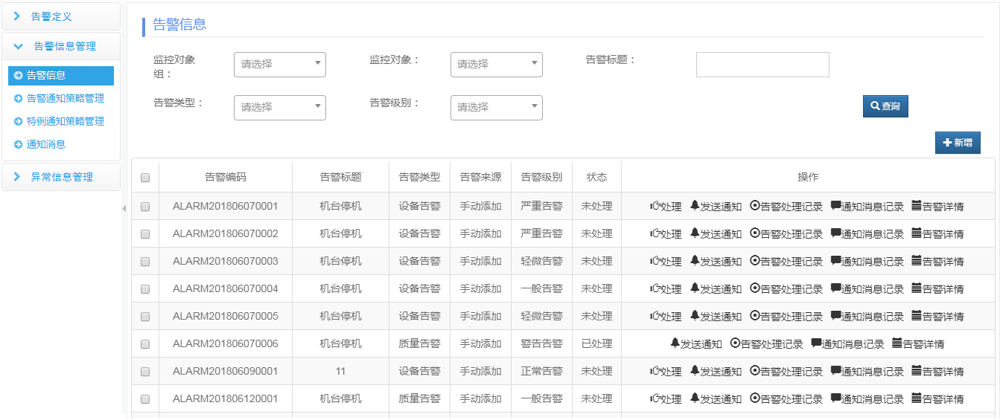 告警定义
告警信息管理
告警信息
告警通知策略管理
特例通知策略管理
通知消息
异常信息管理
告警信息
监控对象组： 请选择 监控对象： 请选择 告警标题：
告警类型： 请选择 告警级别： 请选择 查询
新增
告警编码 告警标题 告警类型 告警来源 告警级别 状态 操作
ALARM201806070001 机台停机 设备告警 手动添加 严重告警 未处理 处理 发送通知 告警处理记录 通知消息记录 告警详情
ALARM201806070002 机台停机 设备告警 手动添加 严重告警 未处理 处理 发送通知 告警处理记录 通知消息记录 告警详情
ALARM201806070003 机台停机 设备告警 手动添加 轻微告警 未处理 处理 发送通知 告警处理记录 通知消息记录 告警详情
ALARM201806070004 机台停机 设备告警 手动添加 一般告警 未处理 处理 发送通知 告警处理记录 通知消息记录 告警详情
ALARM201806070005 机台停机 设备告警 手动添加 轻微告警 未处理 处理 发送通知 告警处理记录 通知消息记录 告警详情
ALARM201806070006 机台停机 质量告警 手动添加 警告告警 已处理 发送通知 告警处理记录 通知消息记录 告警详情
ALARM201806090001 11 设备告警 手动添加 正常告警 未处理 处理 发送通知 告警处理记录 通知消息记录 告警详情
ALARM201806120001 机台停机 质量告警 手动添加 一般告警 未处理 处理 发送通知 告警处理记录 通知消息记录 告警详情